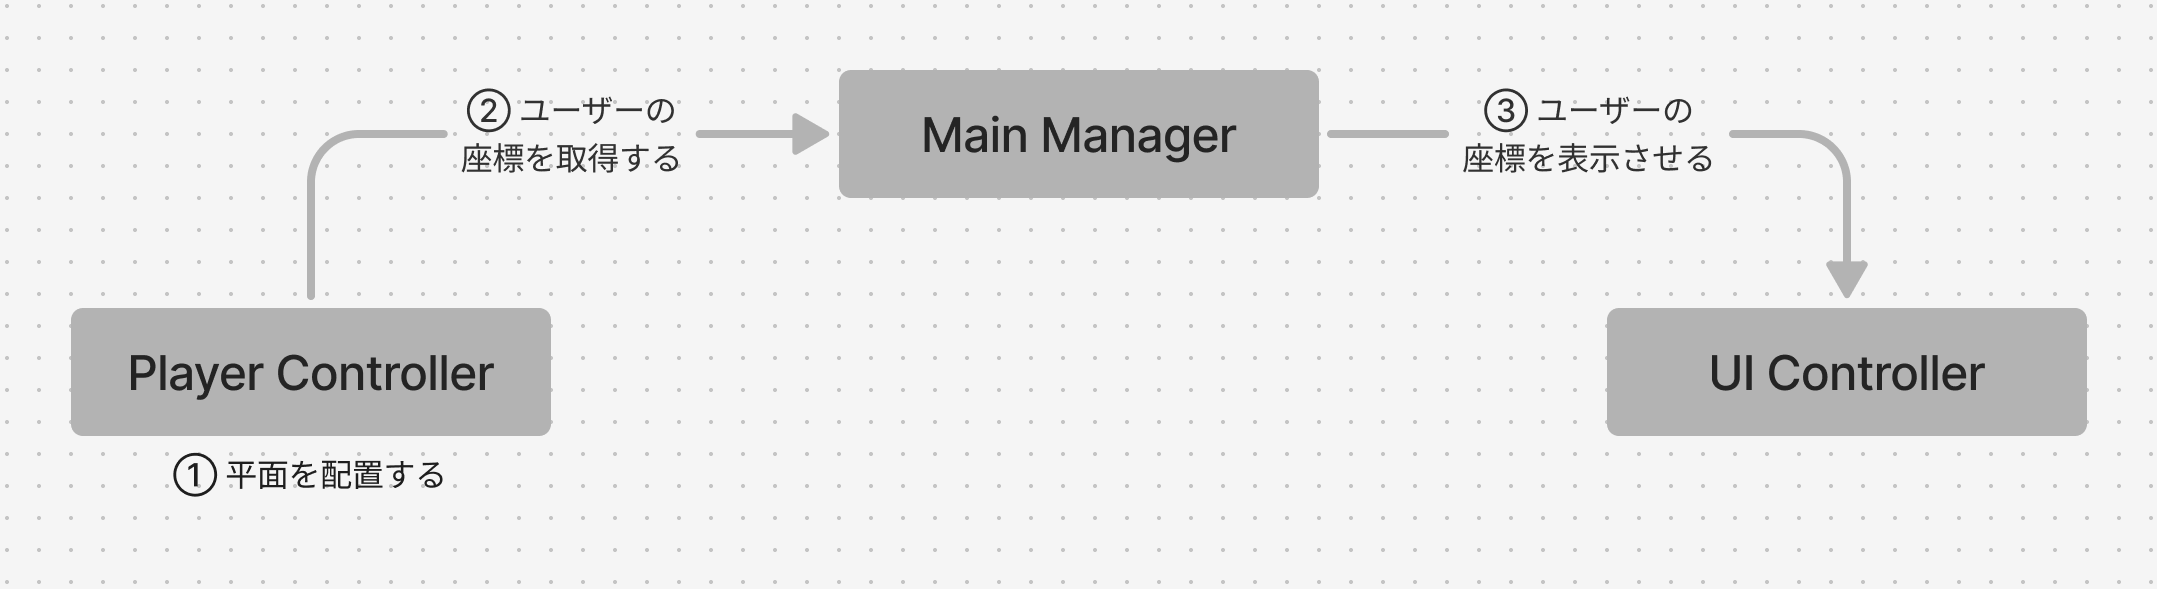 ② ユーザーの
座標を取得する
Main Manager
③ ユーザーの
座標を表示させる
Player Controller
UI Controller
① 平面を配置する